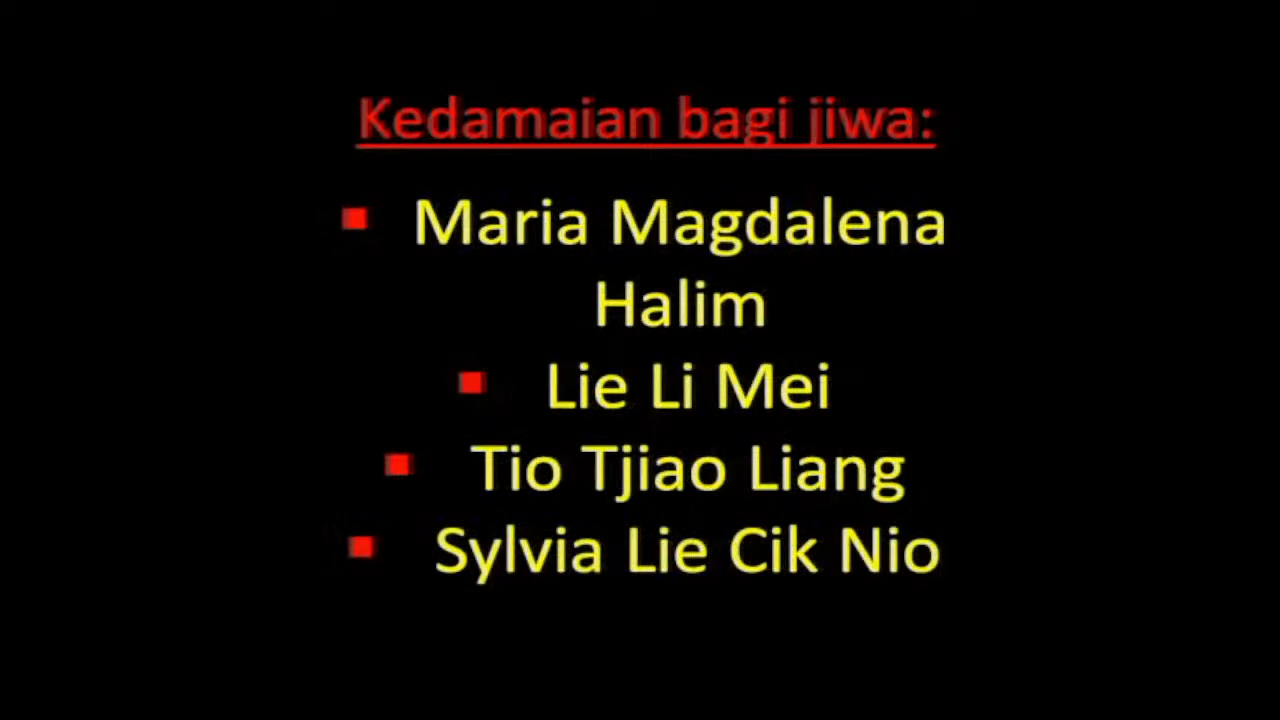 Kedamaian bagi jiwa:
▪ Maria Magdalena
Halim
▪ Lie Li Mei
▪ Tio Tjiao Liang
▪ Sylvia Lie Cik Nio